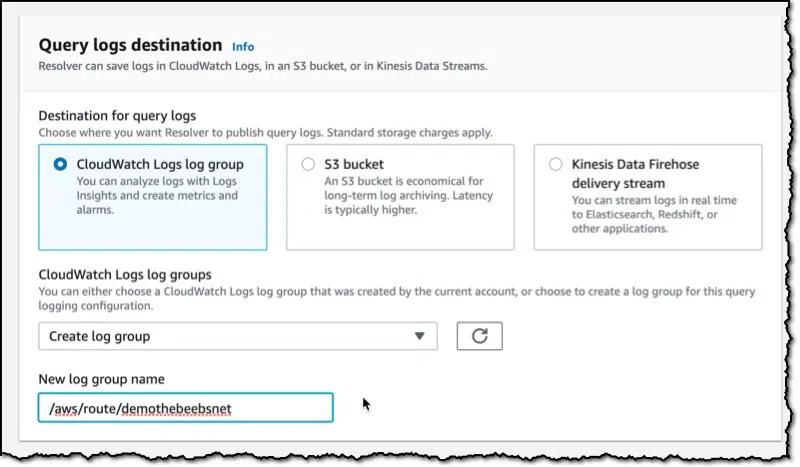 Query logs destination Info
Resolver can save logs in CloudWatch Logs, in an S3 bucket, or in Kinesis Data Streams.
Destination for query logs
Choose where you want Resolver to publish query logs. Standard storage charges apply.
CloudWatch Logs log group
You can analyze logs with Logs
Insights and create metrics and
alarms.
S3 bucket
An S3 bucket is economical for
long-term log archiving. Latency
is typically higher.
Kinesis Data Firehose
delivery stream
You can stream logs in real time
to Elasticsearch, Redshift, or
other applications.
CloudWatch Logs log groups
You can either choose a CloudWatch Logs log group that was created by the current account, or choose to create a log group for this query
logging configuration.
Create log group
New log group name
/aws/route/demothebeebsnet